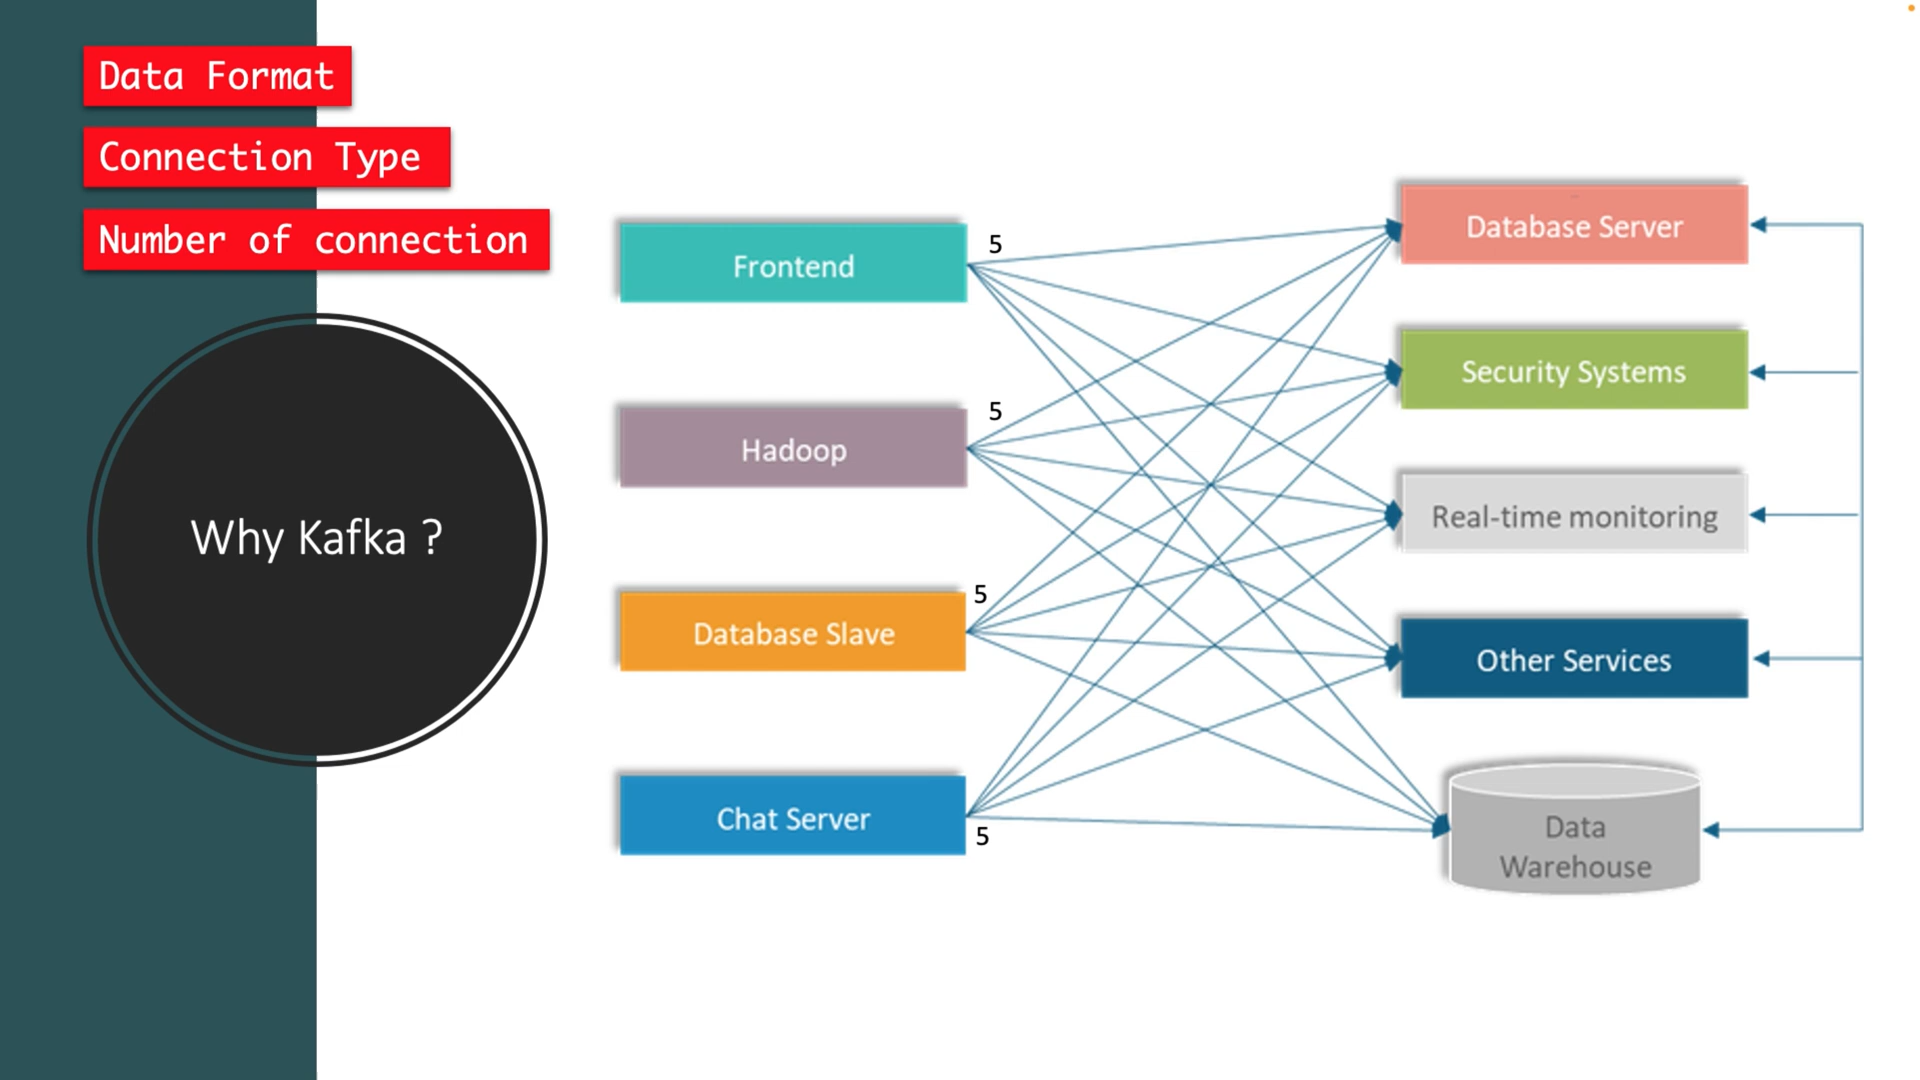 Data Format
Connection Type
Number of connection
Why Kafka ?
Frontend
5
Hadoop
5
Database Slave
5
Chat Server
5
Database Server
Security Systems
Real-time monitoring
Other Services
Data
Warehouse